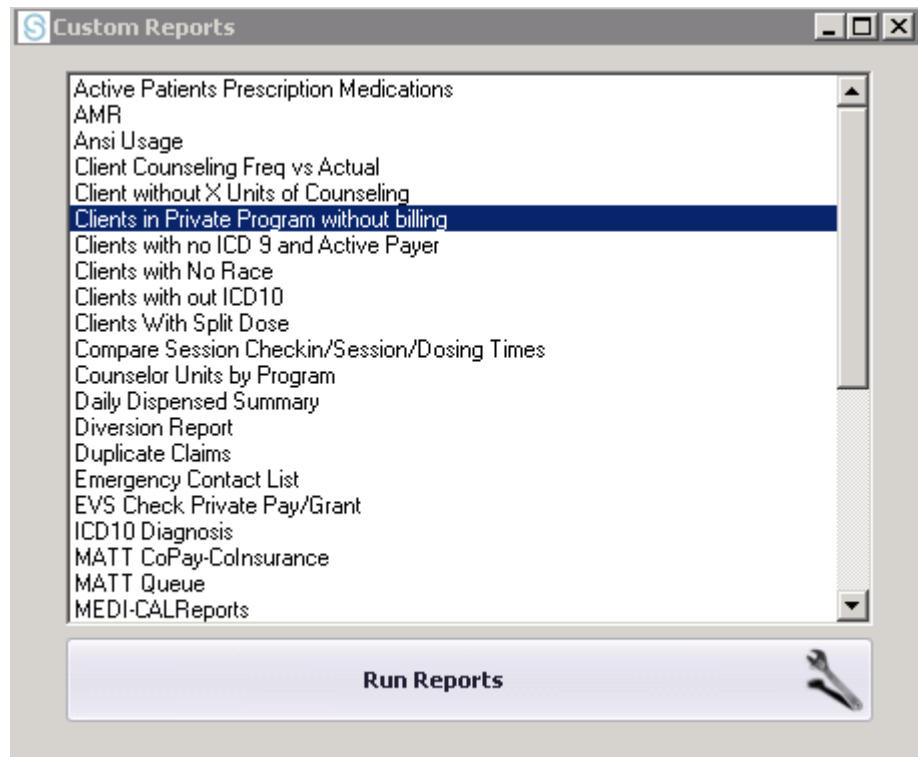 Custom Reports
Active Patients Prescription Medications
AMR
Ansi Usage
Client Counseling Freq vs Actual
Client without X Units of Counseling
Clients in Private Program without billing
Clients with no ICD 9 and Active Payer
Clients with No Race
Clients with out ICD10
Clients With Split Dose
Compare Session Checkin/Session/Dosing Times
Counselor Units by Program
Daily Dispensed Summary
Diversion Report
Duplicate Claims
Emergency Contact List
EVS Check Private Pay/Grant
ICD10 Diagnosis
MATT CoPay-CoInsurance
MATT Queue
MEDI-CALReports
Run Reports